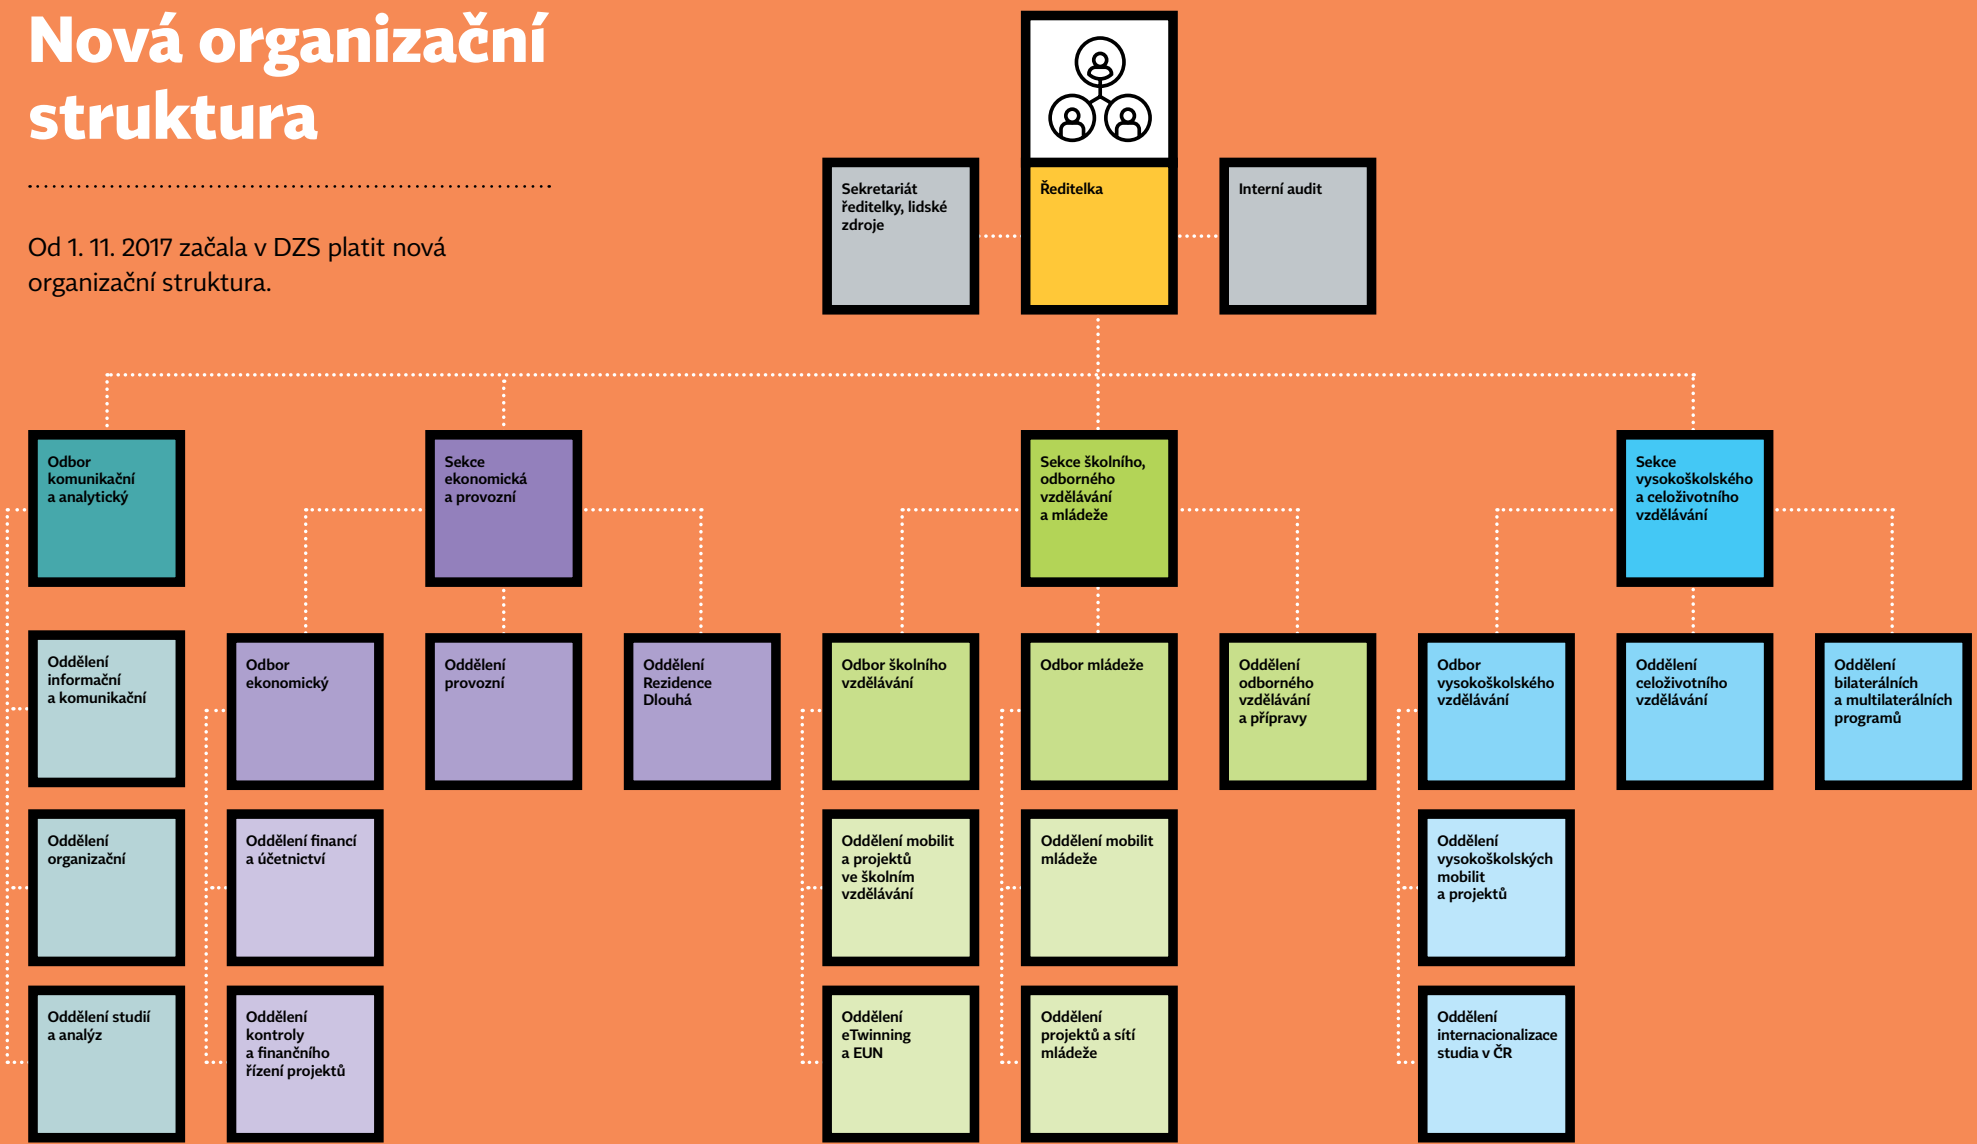 Nová organizační
struktura
Od 1. 11. 2017 začala v DZS platit nová
organizační struktura.
Sekretariát
ředitelky, lidské
zdroje
Ředitelka
Interní audit
Odbor
komunikační
a analytický
Sekce
ekonomická
a provozní
Sekce školního,
odborného
vzdělávání
a mládeže
Sekce
vysokoškolského
a celoživotního
vzdělávání
Oddělení
informační
a komunikační
Odbor
ekonomický
Oddělení
provozní
Oddělení
Rezidence
Dlouhá
Odbor školního
vzdělávání
Odbor mládeže
Oddělení
odborného
vzdělávání
a přípravy
Odbor
vysokoškolského
vzdělávání
Oddělení
celoživotního
vzdělávání
Oddělení
bilaterálních
a multilaterálních
programů
Oddělení
organizační
Oddělení financí
a účetnictví
Oddělení mobilit
a projektů
ve školním
vzdělávání
Oddělení mobilit
mládeže
Oddělení
vysokoškolských
mobilit
a projektů
Oddělení studií
a analýz
Oddělení
kontroly
a finančního
řízení projektů
Oddělení
eTwinning
a EUN
Oddělení
projektů a sítí
mládeže
Oddělení
internacionalizace
studia v ČR